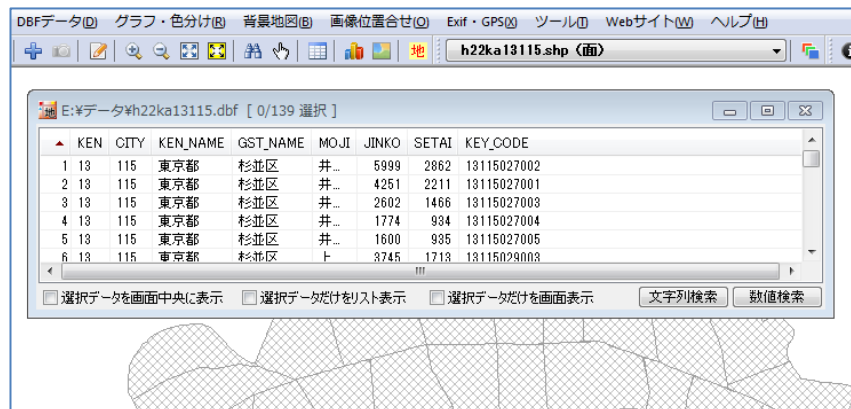 DBFデータ(D) グラフ・色分け(R) 背景地図(B) 画像位置合せ(O) Exif・GPS(X) ツール(T) Webサイト(W) ヘルプ(H)
地 h22ka13115.shp (面)
地 E:¥データ¥h22ka13115.dbf [ 0/139 選択 ]
KEN CITY KEN_NAME GST_NAME MOJI JINKO SETAI KEY_CODE
1 13 115 東京都 杉並区 井... 5999 2862 13115027002
2 13 115 東京都 杉並区 井... 4251 2211 13115027001
3 13 115 東京都 杉並区 井... 2602 1466 13115027003
4 13 115 東京都 杉並区 井... 1774 934 13115027004
5 13 115 東京都 杉並区 井... 1600 935 13115027005
6 13 115 東京都 杉並区 上 3745 1713 13115029003
選択データを画面中央に表示 選択データだけをリスト表示 選択データだけを画面表示 文字列検索 数値検索